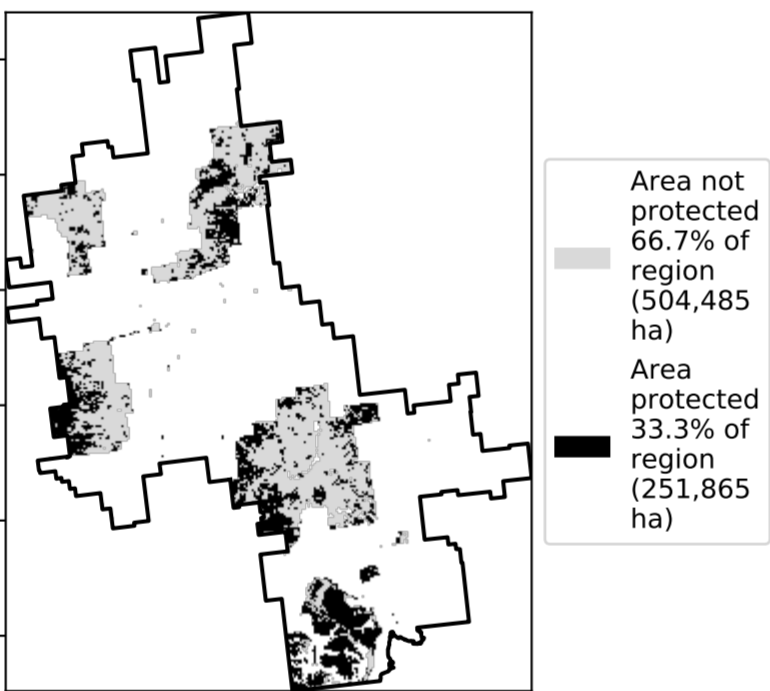 Area not
protected
66.7% of
region
(504,485
ha)
Area
protected
33.3% of
region
(251,865
ha)